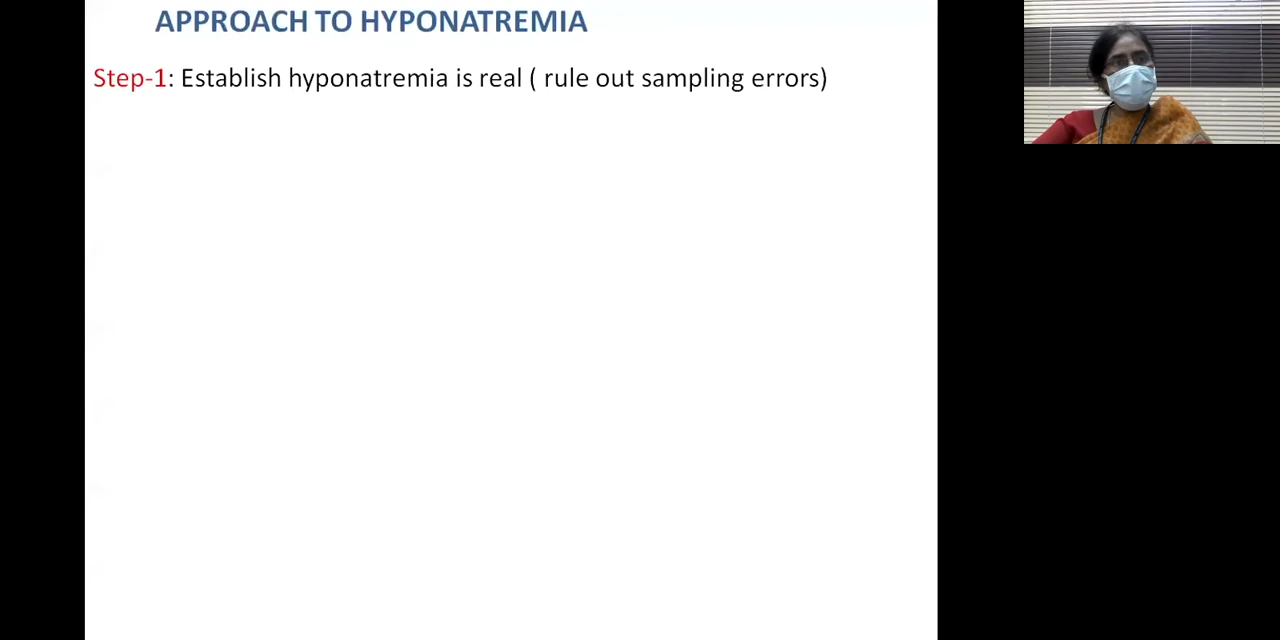 APPROACH TO HYPONATREMIA
Step-1: Establish hyponatremia is real ( rule out sampling errors)